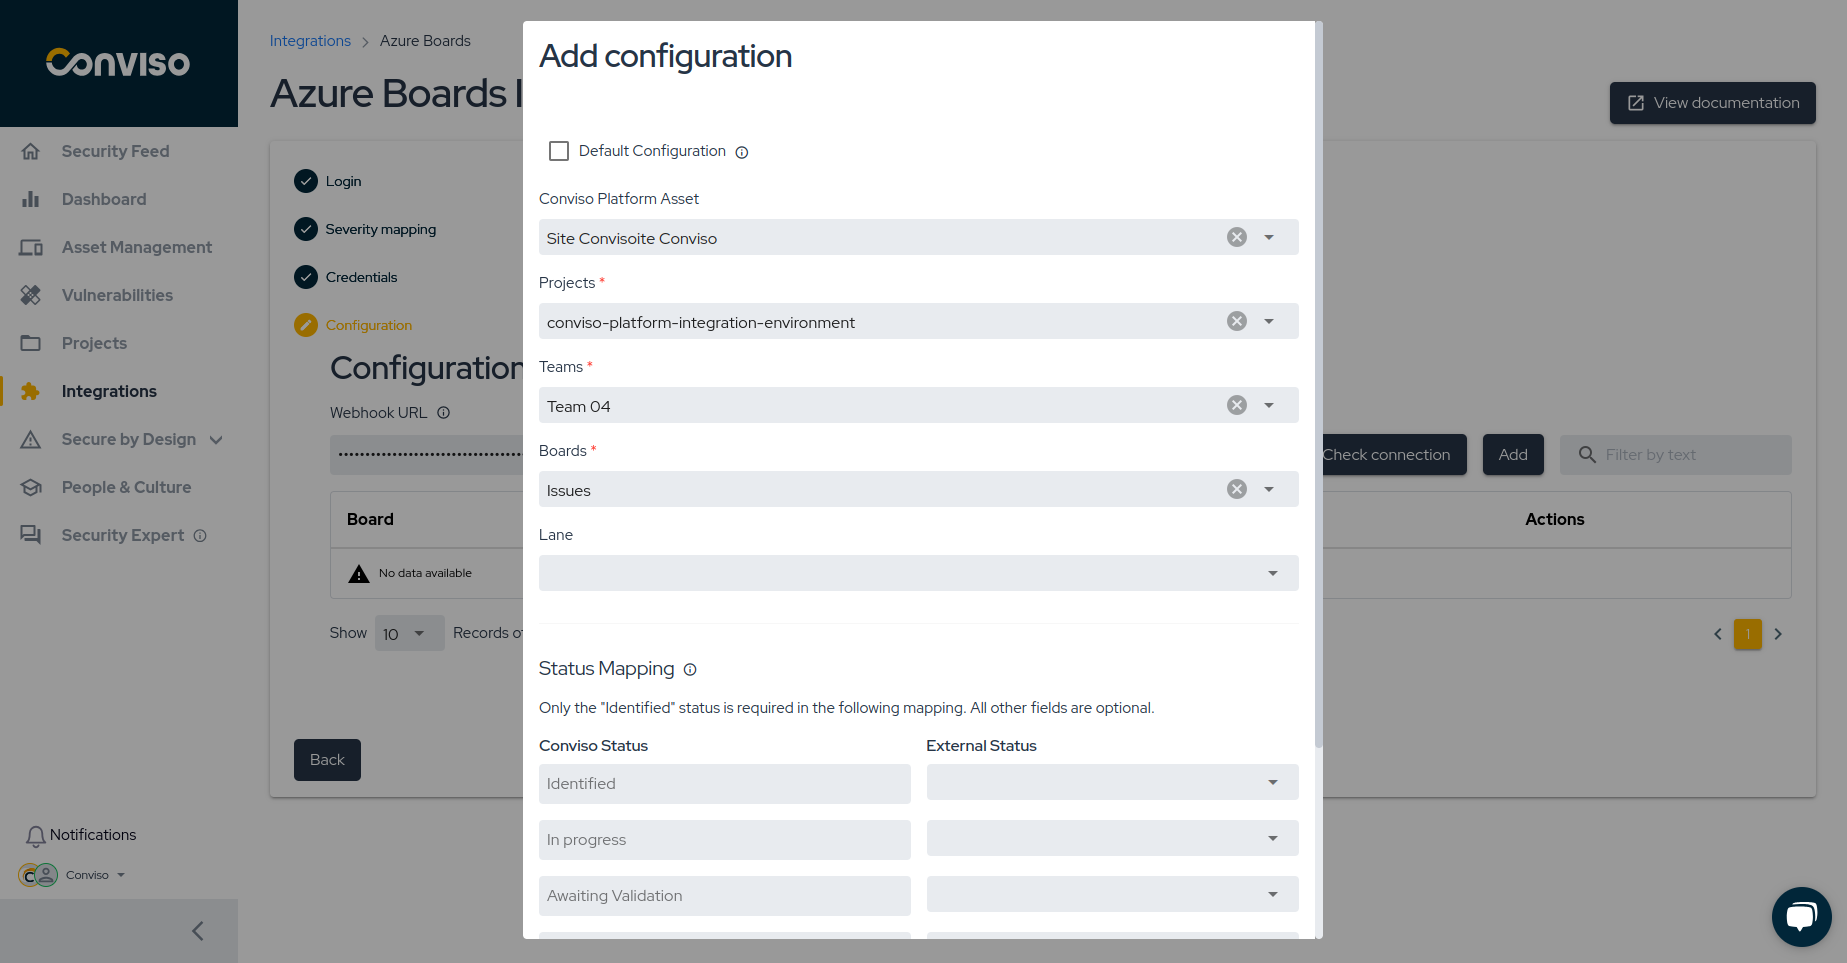 Conviso
Security Feed
Dashboard
Asset Management
Vulnerabilities
Projects
Integrations
Secure by Design
People & Culture
Security Expert
Notifications
Conviso
Integrations > Azure Boards
Azure Boards I
View documentation
Login
Severity mapping
Credentials
Configuration
Configuration
Webhook URL
Check connection
Add
Filter by text
Board
Actions
No data available
Show 10 Records of
1
Back
Add configuration
Default Configuration
Conviso Platform Asset
Site Convisoite Conviso
Projects *
conviso-platform-integration-environment
Teams *
Team 04
Boards *
Issues
Lane
Status Mapping
Only the "Identified" status is required in the following mapping. All other fields are optional.
Conviso Status External Status
Identified
In progress
Awaiting Validation